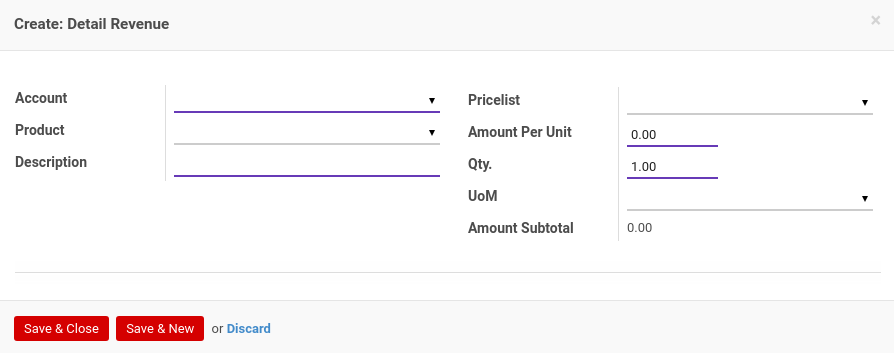 Create: Detail Revenue
×
Account
Product
Description
Pricelist
Amount Per Unit 0.00
Qty. 1.00
UoM
Amount Subtotal 0.00
Save & Close Save & New or Discard